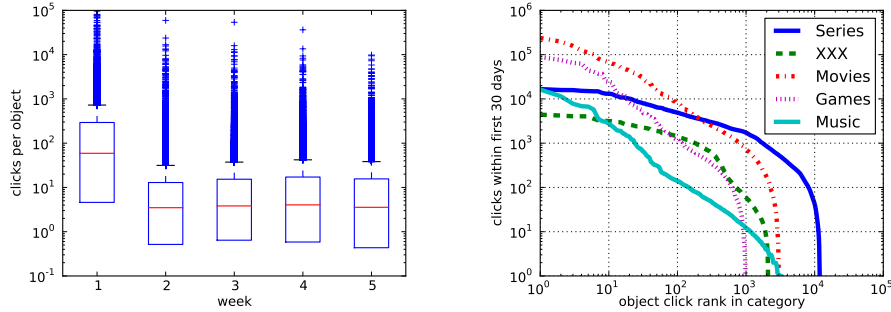 10^5
10^4
10^3
10^2
10^1
10^0
10^-1
clicks per object
1 2 3 4 5
week
10^6
10^5
10^4
10^3
10^2
10^1
10^0
clicks within first 30 days
Series
XXX
Movies
Games
Music
10^0 10^1 10^2 10^3 10^4 10^5
object click rank in category